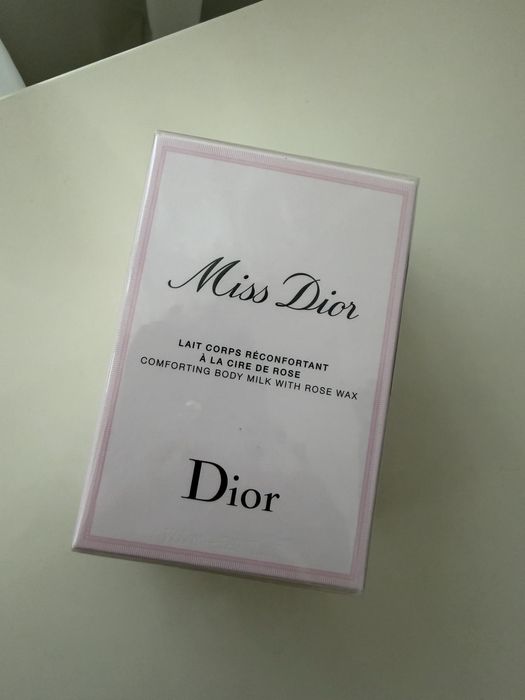 Miss Dior
LAIT CORPS RÉCONFORTANT
À LA CIRE DE ROSE
COMFORTING BODY MILK WITH ROSE WAX
Dior